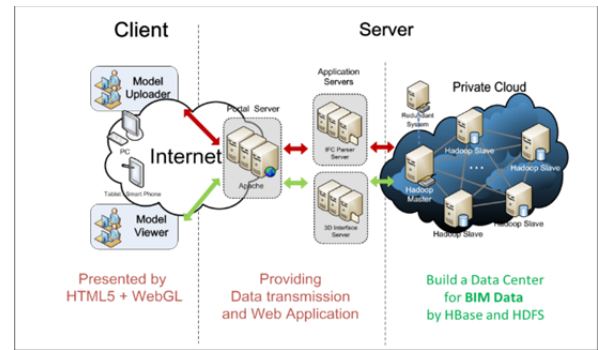 Client
Server
Model
Uploader
PC
Tablet Smart Phone
Internet
Model
Viewer
Portal Server
Apache
Application
Servers
IFC Parser
Server
3D Interface
Server
Private Cloud
Redundant
System
Hadoop Slave
Hadoop Slave
Hadoop
Master
...
Hadoop Slave
Hadoop Slave
Presented by
HTML5 + WebGL
Providing
Data transmission
and Web Application
Build a Data Center
for BIM Data
by HBase and HDFS